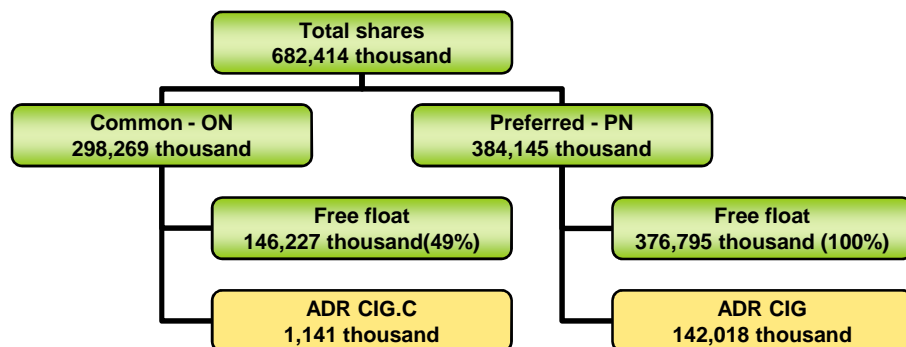 Total shares
682,414 thousand
Common - ON
298,269 thousand
Preferred - PN
384,145 thousand
Free float
146,227 thousand(49%)
Free float
376,795 thousand (100%)
ADR CIG.C
1,141 thousand
ADR CIG
142,018 thousand